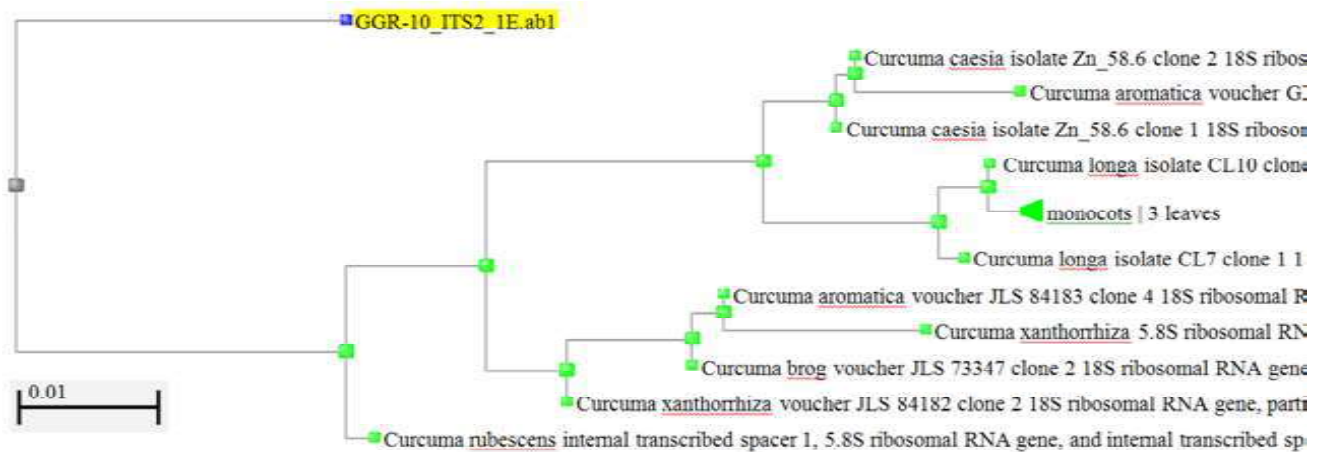 GGR-10_ITS2_1E.ab1
Curcuma caesia isolate Zn_58.6 clone 2 18S ribos
Curcuma aromatica voucher G
Curcuma caesia isolate Zn_58.6 clone 1 18S riboson
Curcuma longa isolate CL10 clone
monocots | 3 leaves
Curcuma longa isolate CL7 clone 1 1
Curcuma aromatica voucher JLS 84183 clone 4 18S ribosomal R
Curcuma xanthorrhiza 5.8S ribosomal RN
Curcuma brog voucher JLS 73347 clone 2 18S ribosomal RNA gene
Curcuma xanthorrhiza voucher JLS 84182 clone 2 18S ribosomal RNA gene, parti
0.01
Curcuma rubescens internal transcribed spacer 1, 5.8S ribosomal RNA gene, and internal transcribed sp